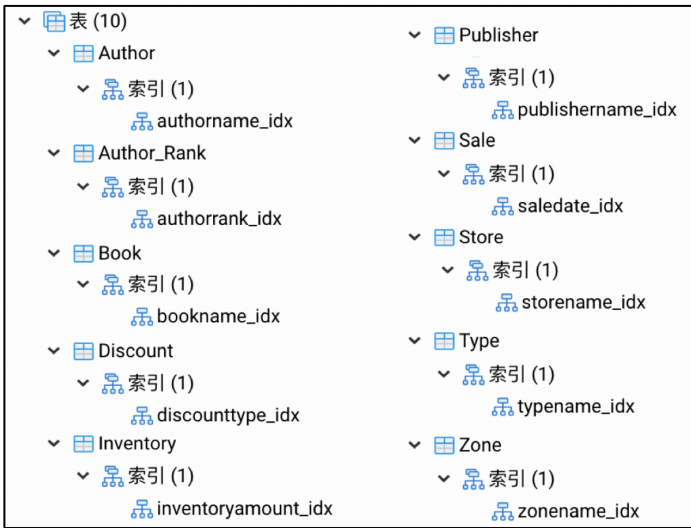 表 (10)
Author
索引 (1)
authorname_idx
Author_Rank
索引 (1)
authorrank_idx
Book
索引 (1)
bookname_idx
Discount
索引 (1)
discounttype_idx
Inventory
索引 (1)
inventoryamount_idx
Publisher
索引 (1)
publishername_idx
Sale
索引 (1)
saledate_idx
Store
索引 (1)
storename_idx
Type
索引 (1)
typename_idx
Zone
索引 (1)
zonename_idx